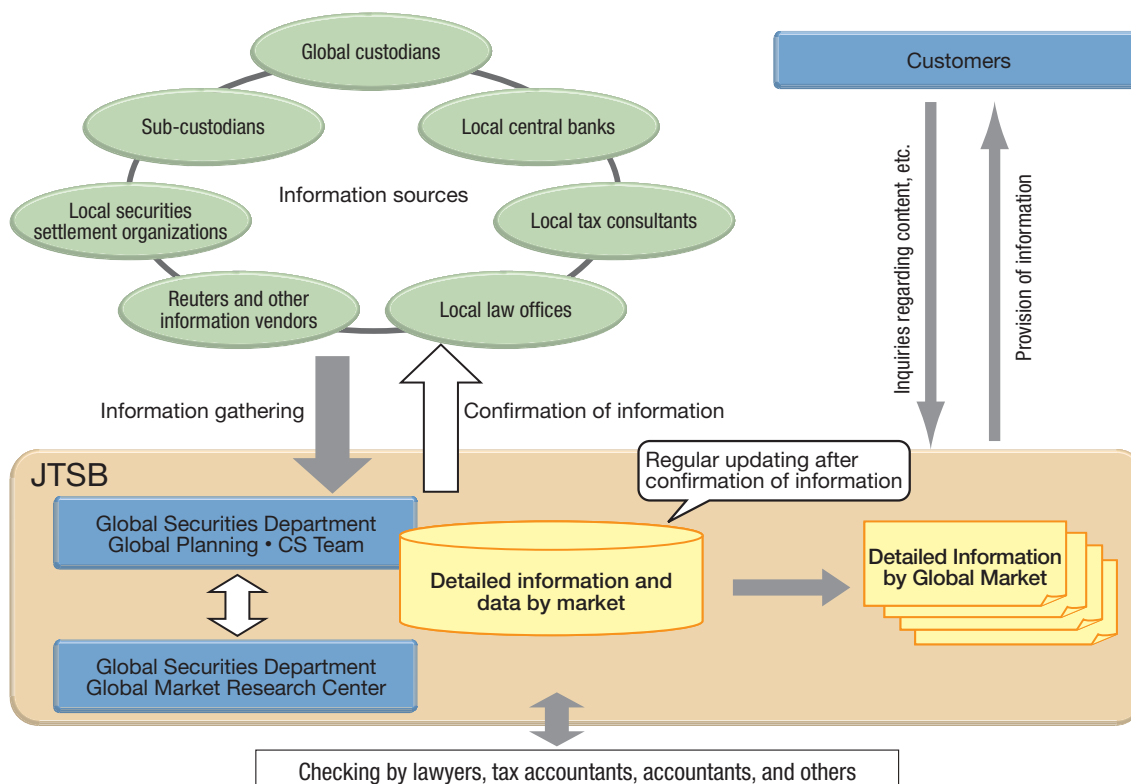 Global custodians
Customers
Sub-custodians
Local central banks
Information sources
Local securities
settlement organizations
Local tax consultants
Reuters and other
information vendors
Local law offices
Inquiries regarding content, etc.
Provision of information
Information gathering
Confirmation of information
JTSB
Regular updating after
confirmation of information
Global Securities Department
Global Planning • CS Team
Detailed information and
data by market
Detailed Information
by Global Market
Global Securities Department
Global Market Research Center
Checking by lawyers, tax accountants, accountants, and others